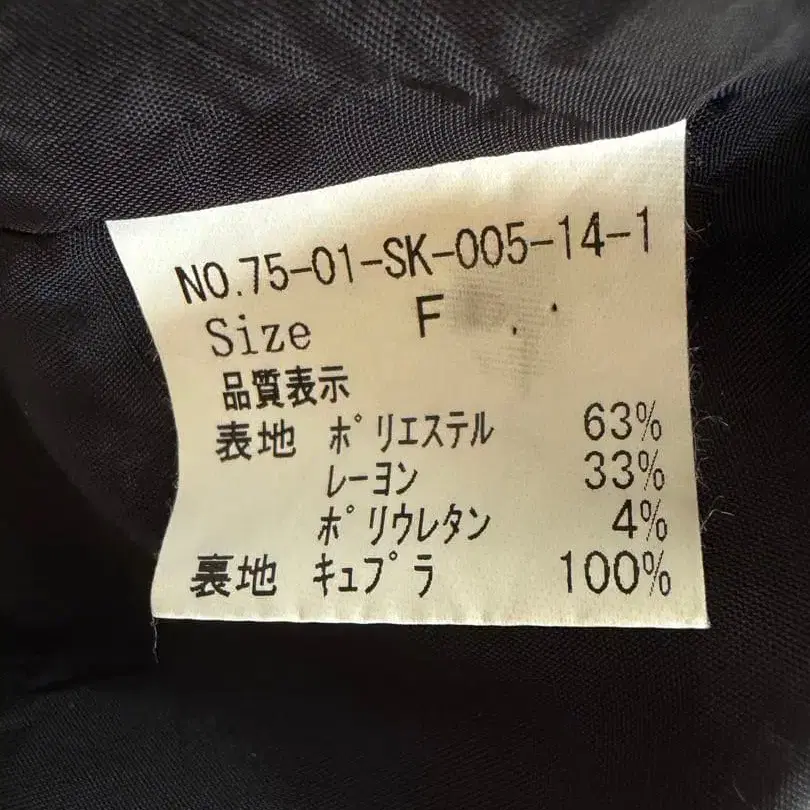 NO.75-01-SK-005-14-1
Size F
品質表示
表地 ポリエステル 63%
レーヨン 33%
ポリウレタン 4%
裏地 キュプラ 100%